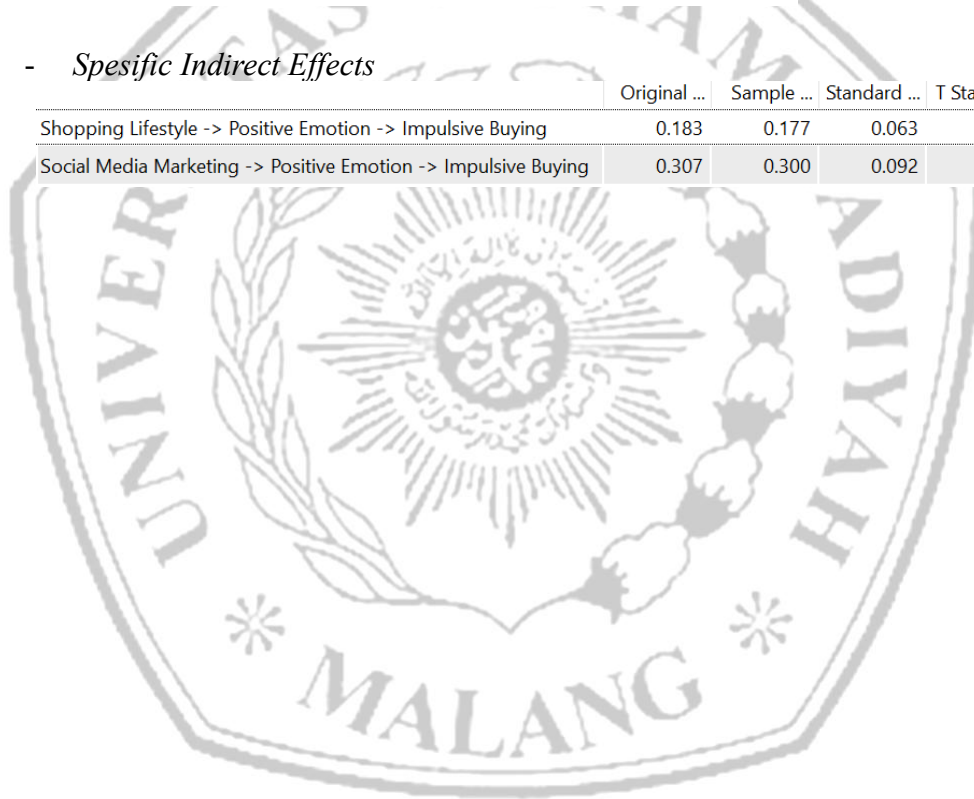 - Spesific Indirect Effects
Original ... Sample ... Standard ... T Sta
Shopping Lifestyle -> Positive Emotion -> Impulsive Buying 0.183 0.177 0.063
Social Media Marketing -> Positive Emotion -> Impulsive Buying 0.307 0.300 0.092
MALANG